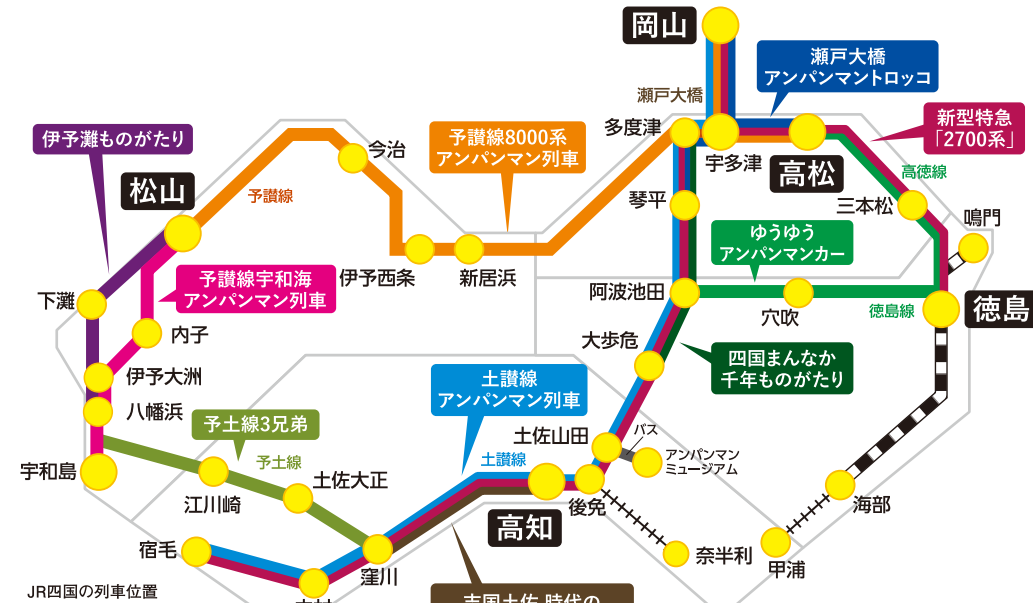 岡山
瀬戸大橋
アンパンマントロッコ
瀬戸大橋
新型特急
「2700系」
伊予灘ものがたり
予讃線8000系
アンパンマン列車
多度津
宇多津
高松
今治
高徳線
松山
予讃線
琴平
三本松
鳴門
ゆうゆう
アンパンマンカー
伊予西条
新居浜
予讃線宇和海
アンパンマン列車
下灘
阿波池田
穴吹
徳島線
徳島
内子
大歩危
四国まんなか
千年ものがたり
伊予大洲
土讃線
アンパンマン列車
八幡浜
予土線3兄弟
土佐山田
バス
アンパンマン
ミュージアム
宇和島
予土線
土讃線
土佐大正
江川崎
後免
海部
高知
宿毛
奈半利
甲浦
窪川
JR四国の列車位置